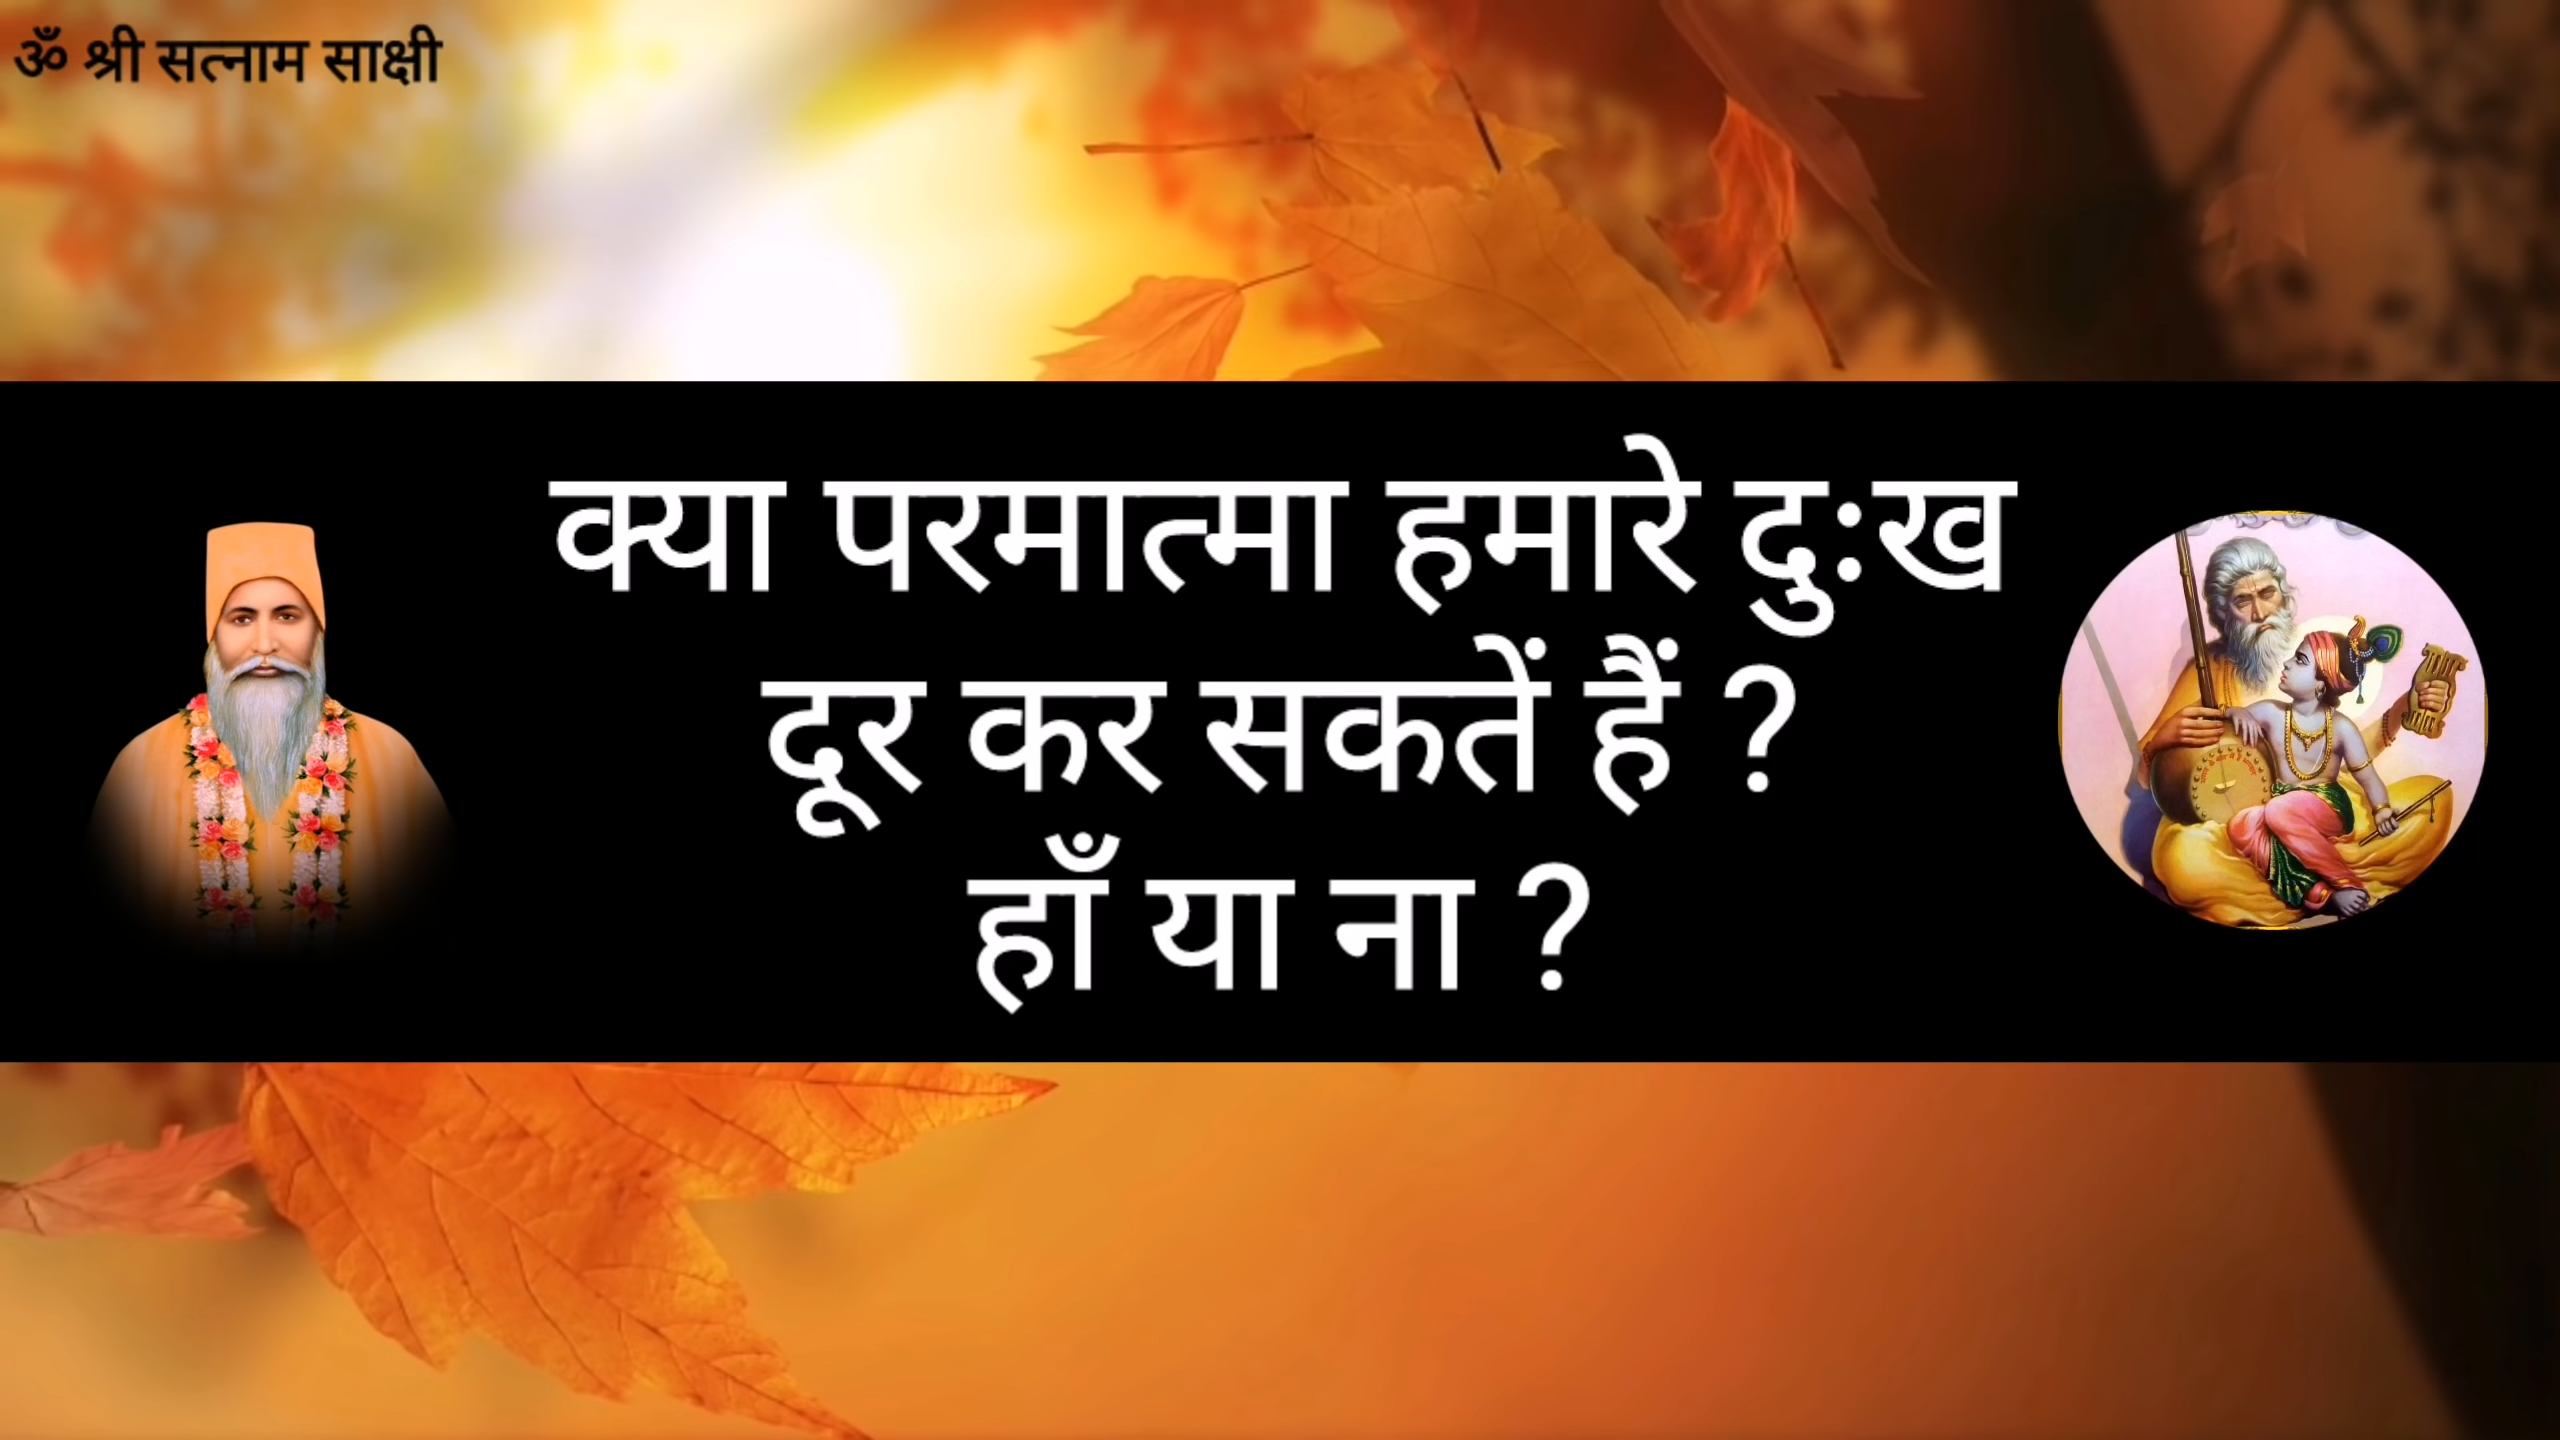 ॐ श्री सत्नाम साक्षी
क्या परमात्मा हमारे दुःख
दूर कर सकतें हैं ?
हाँ या ना ?